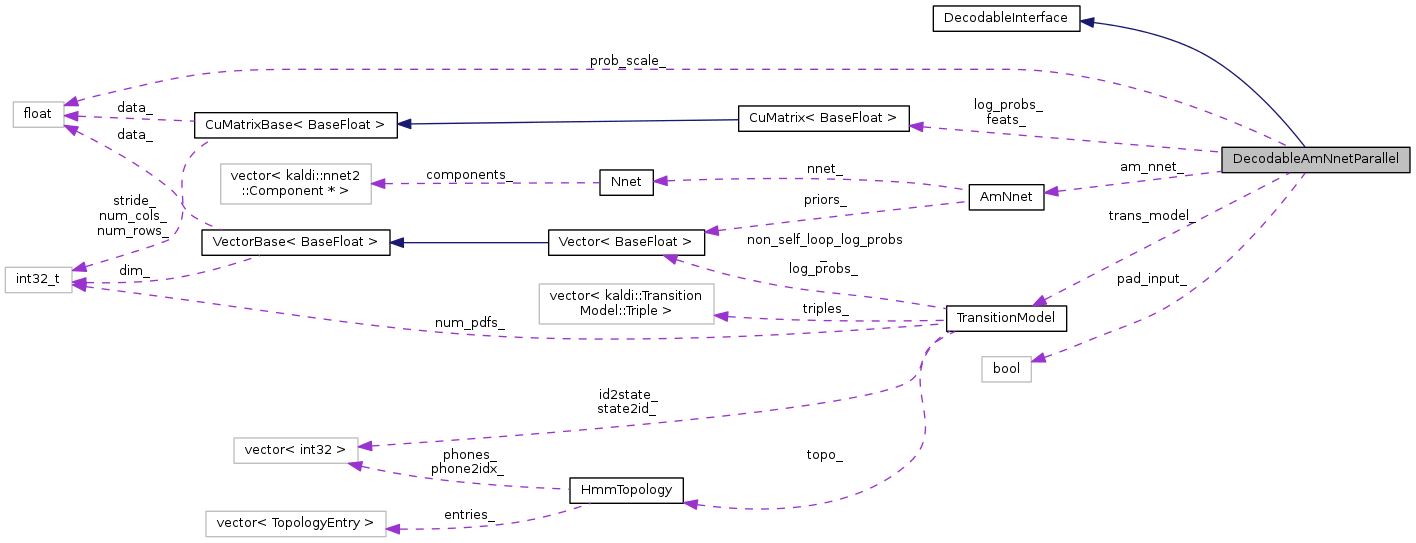 DecodableInterface
prob_scale_
float
data_
CuMatrixBase< BaseFloat >
CuMatrix< BaseFloat >
log_probs_
feats_
data_
DecodableAmNnetParallel
vector< kaldi::nnet2
::Component * >
components_
Nnet
nnet_
am_nnet_
AmNnet
priors_
stride_
num_cols_
num_rows_
trans_model_
VectorBase< BaseFloat >
Vector< BaseFloat >
non_self_loop_log_probs
_
log_probs_
int32_t
dim_
pad_input_
vector< kaldi::Transition
Model::Triple >
triples_
TransitionModel
num_pdfs_
bool
id2state_
state2id_
vector< int32 >
phones_
phone2idx_
topo_
HmmTopology
vector< TopologyEntry >
entries_